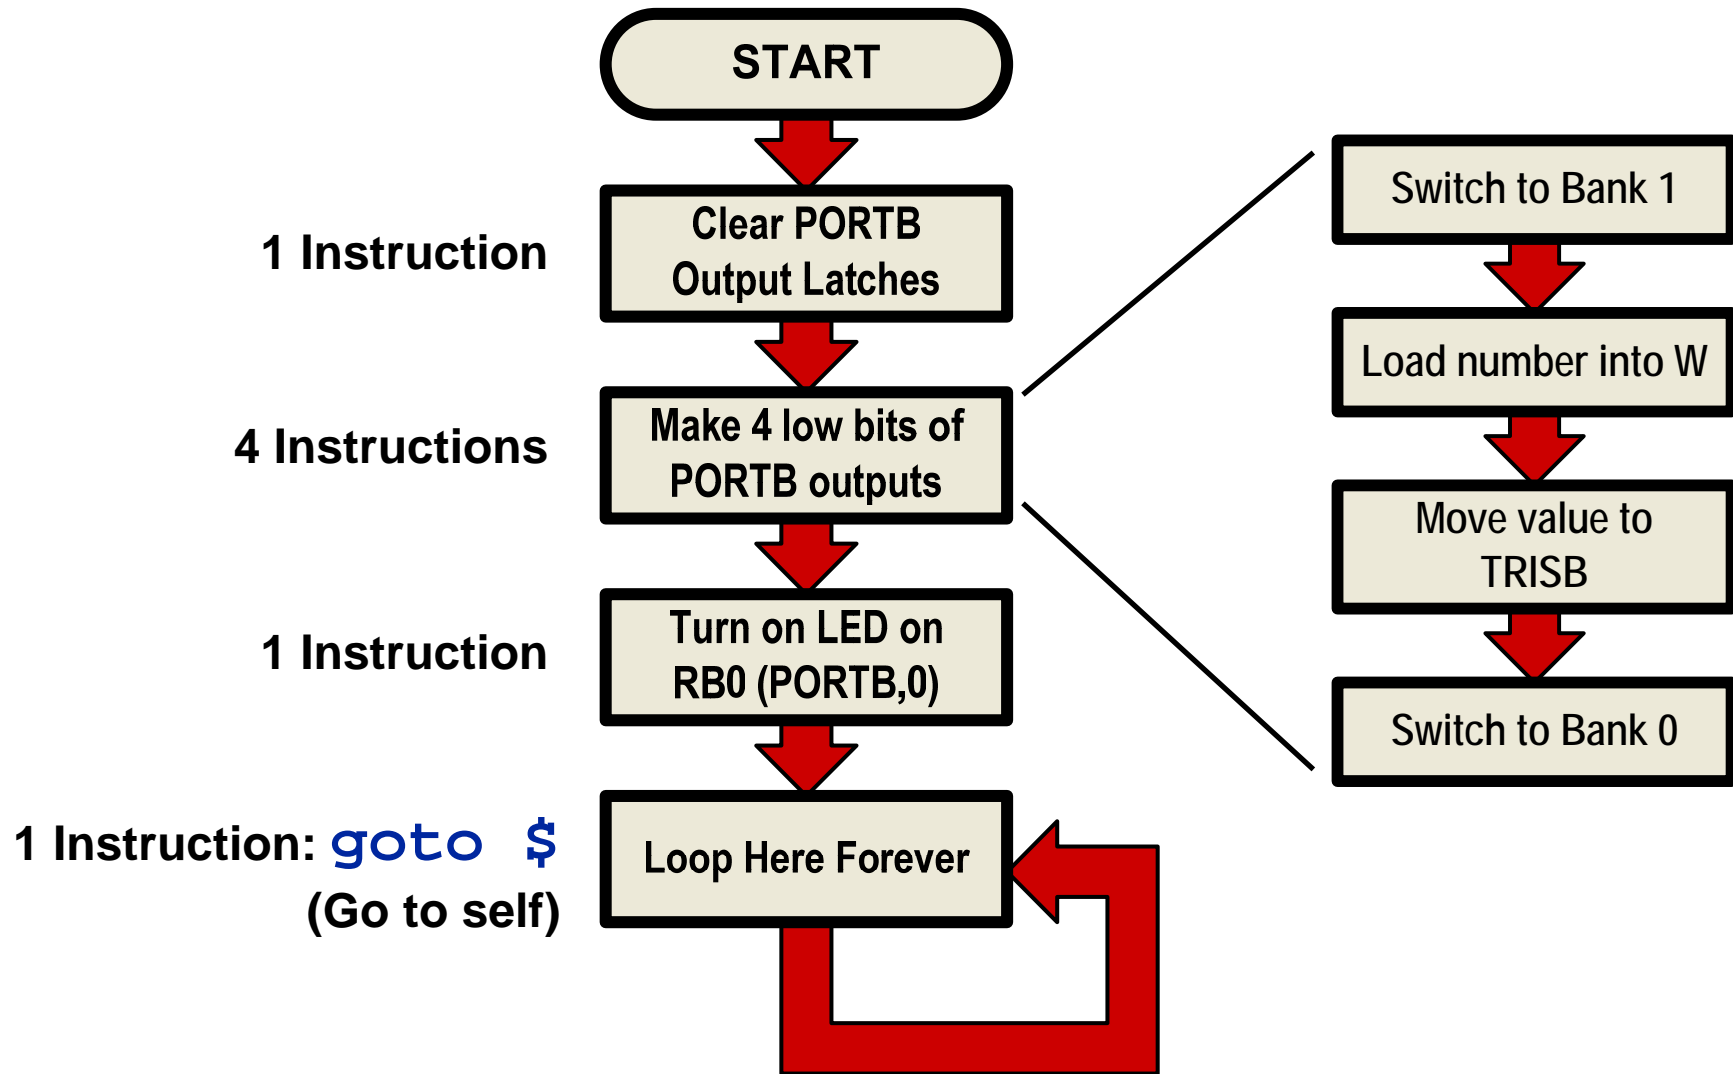 START
1 Instruction
Clear PORTB
Output Latches
4 Instructions
Make 4 low bits of
PORTB outputs
1 Instruction
Turn on LED on
RB0 (PORTB,0)
1 Instruction: goto $
(Go to self)
Loop Here Forever
Switch to Bank 1
Load number into W
Move value to
TRISB
Switch to Bank 0